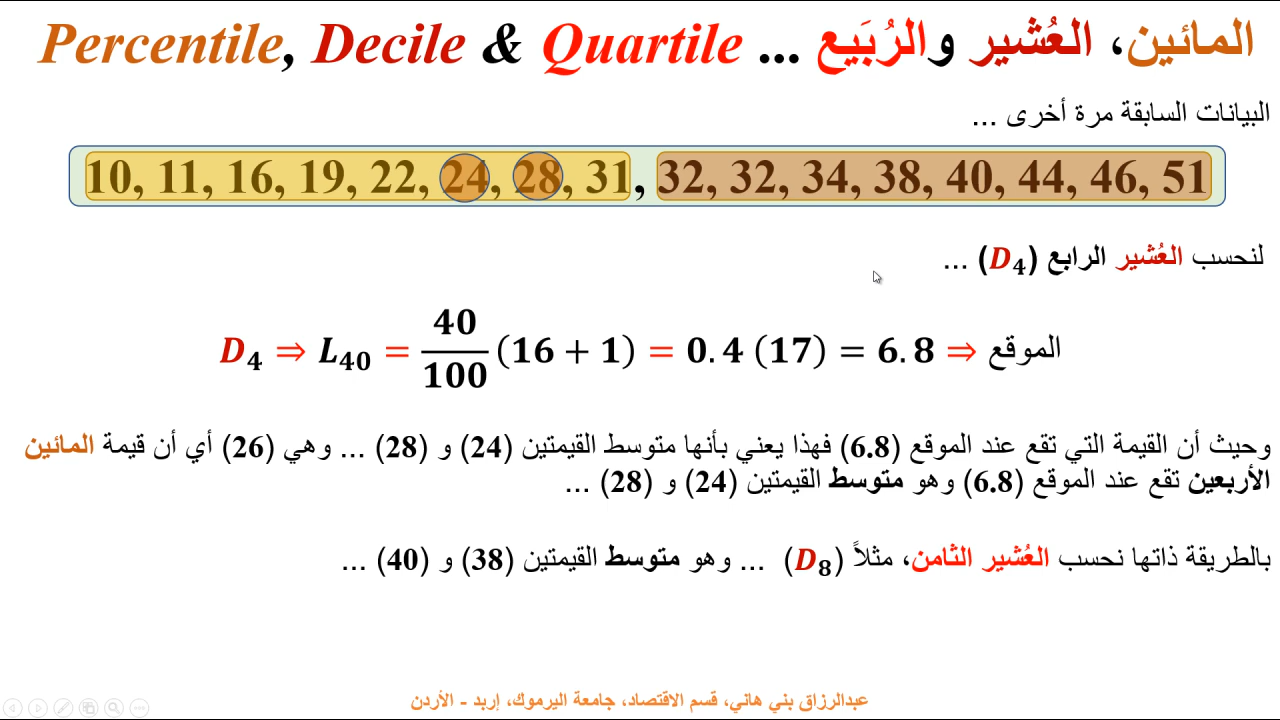 المائين، العُشير والرُبَيع ... Percentile, Decile & Quartile
البيانات السابقة مرة أخرى ...
10, 11, 16, 19, 22, 24, 28, 31, 32, 32, 34, 38, 40, 44, 46, 51
لنحسب العُشير الرابع (D₄) ...
D₄ ⇒ L₄₀ = 40/100 (16 + 1) = 0.4 (17) = 6.8 ⇒ الموقع
وحيث أن القيمة التي تقع عند الموقع (6.8) فهذا يعني بأنها متوسط القيمتين (24) و (28) ... وهي (26) أي أن قيمة المائين
الأربعين تقع عند الموقع (6.8) وهو متوسط القيمتين (24) و (28) ...
بالطريقة ذاتها نحسب العُشير الثامن، مثلاً (D₈) ... وهو متوسط القيمتين (38) و (40) ...
عبدالرزاق بني هاني، قسم الاقتصاد، جامعة اليرموك، إربد - الأردن